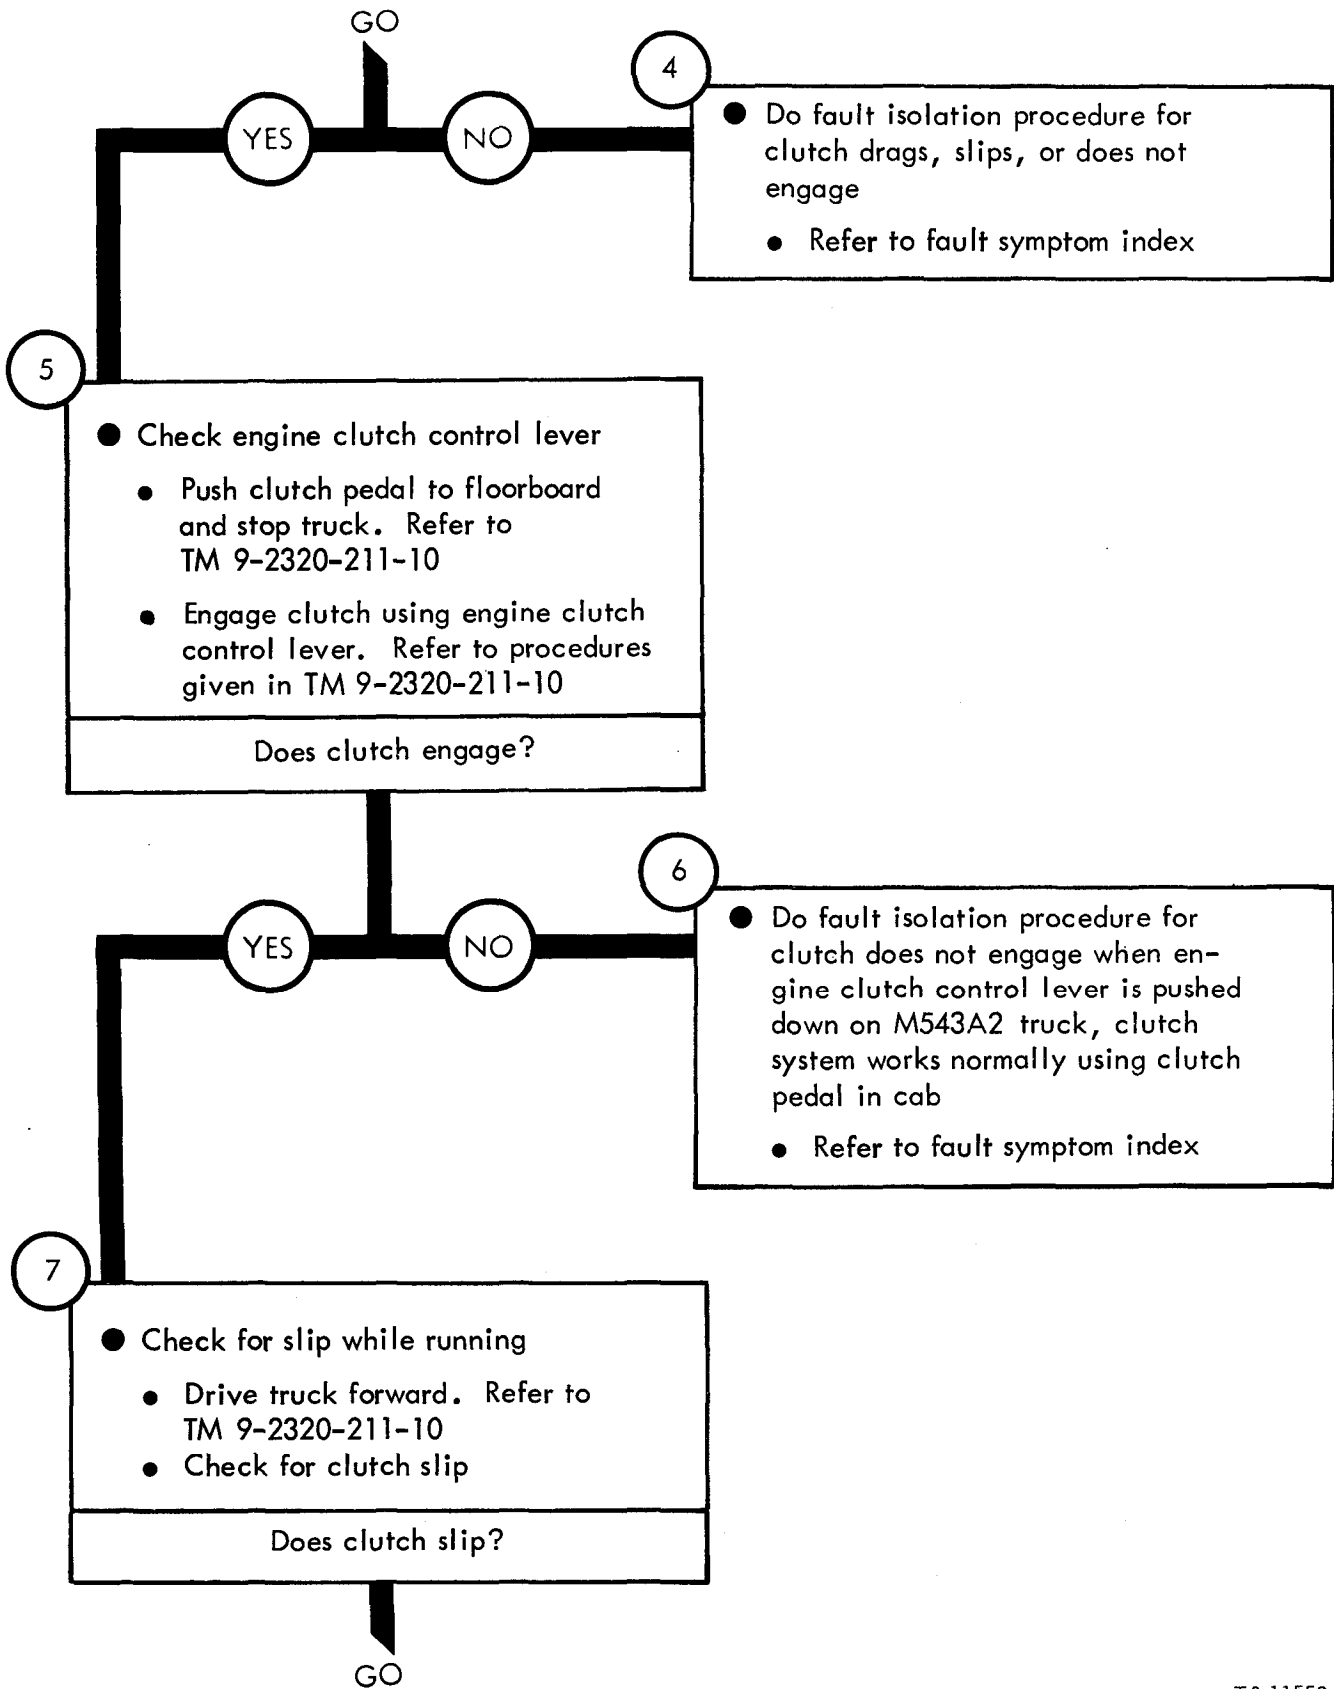 GO
YES
NO
4
● Do fault isolation procedure for
clutch drags, slips, or does not
engage
● Refer to fault symptom index
5
● Check engine clutch control lever
● Push clutch pedal to floorboard
and stop truck. Refer to
TM 9-2320-211-10
● Engage clutch using engine clutch
control lever. Refer to procedures
given in TM 9-2320-211-10
Does clutch engage?
YES
NO
6
● Do fault isolation procedure for
clutch does not engage when en-
gine clutch control lever is pushed
down on M543A2 truck, clutch
system works normally using clutch
pedal in cab
● Refer to fault symptom index
7
● Check for slip while running
● Drive truck forward. Refer to
TM 9-2320-211-10
● Check for clutch slip
Does clutch slip?
GO